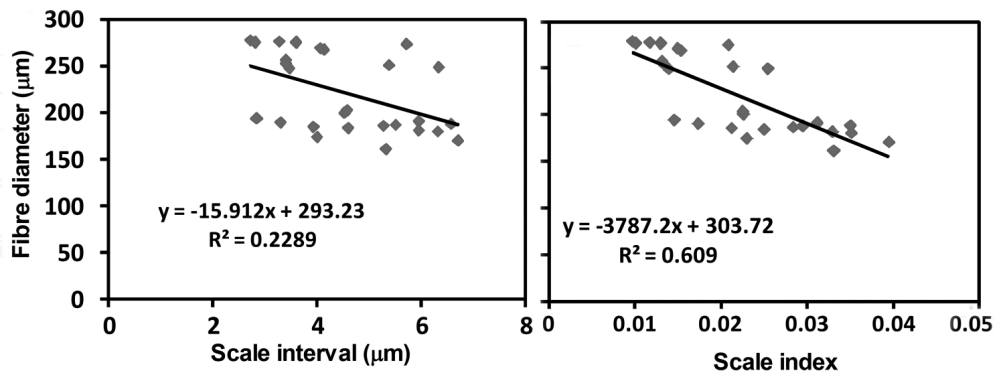 Fibre diameter (μm)
300
250
200
150
100
50
0
y = -15.912x + 293.23
R² = 0.2289
0 2 4 6 8
Scale interval (μm)
y = -3787.2x + 303.72
R² = 0.609
0 0.01 0.02 0.03 0.04 0.05
Scale index